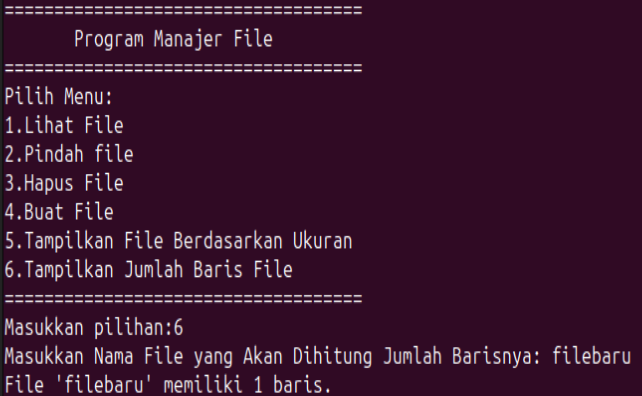 ====================================
Program Manajer File
====================================
Pilih Menu:
1.Lihat File
2.Pindah file
3.Hapus File
4.Buat File
5.Tampilkan File Berdasarkan Ukuran
6.Tampilkan Jumlah Baris File
====================================
Masukkan pilihan:6
Masukkan Nama File yang Akan Dihitung Jumlah Barisnya: filebaru
File 'filebaru' memiliki 1 baris.